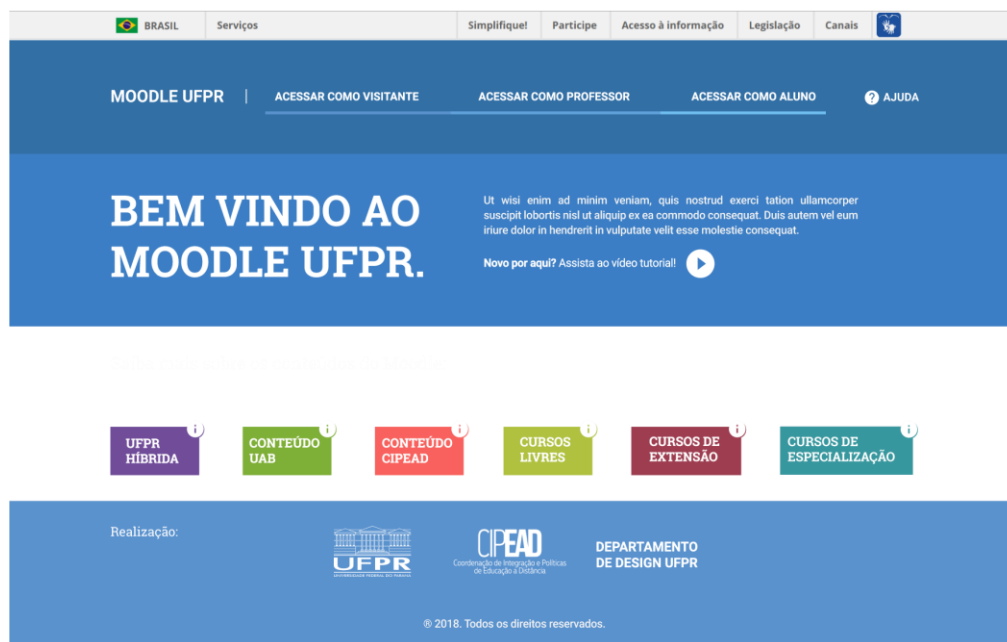 BRASIL Serviços Simplifique! Participe Acesso à informação Legislação Canais
MOODLE UFPR | ACESSAR COMO VISITANTE ACESSAR COMO PROFESSOR ACESSAR COMO ALUNO ? AJUDA
BEM VINDO AO
MOODLE UFPR.
Ut wisi enim ad minim veniam, quis nostrud exerci tation ullamcorper
suscipit lobortis nisl ut aliquip ex ea commodo consequat. Duis autem vel eum
iriure dolor in hendrerit in vulputate velit esse molestie consequat.
Novo por aqui? Assista ao vídeo tutorial!
UFPR
HÍBRIDA
i
CONTEÚDO
UAB
i
CONTEÚDO
CIPEAD
i
CURSOS
LIVRES
i
CURSOS DE
EXTENSÃO
i
CURSOS DE
ESPECIALIZAÇÃO
i
Realização:
UFPR
UNIVERSIDADE FEDERAL DO PARANÁ
CIPEAD
Coordenação de Integração e Políticas
de Educação a Distância
DEPARTAMENTO
DE DESIGN UFPR
® 2018. Todos os direitos reservados.